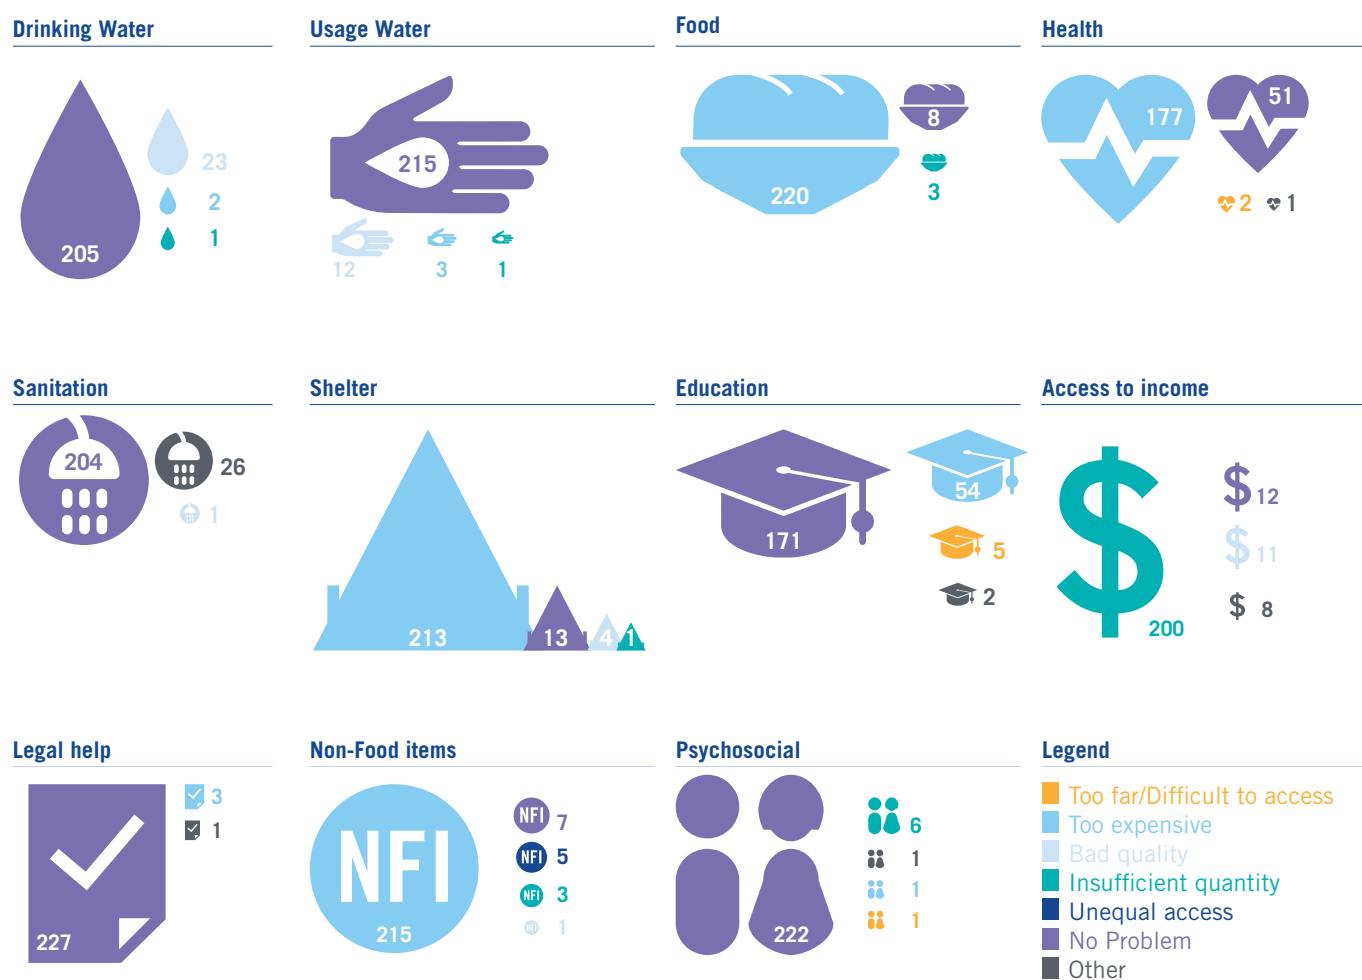 Drinking Water
205
23
2
1
Usage Water
215
12
3
1
Food
220
8
3
Health
177
51
2
1
Sanitation
204
26
1
Shelter
213
13
4
1
Education
171
54
5
2
Access to income
$
200
$ 12
$ 11
$ 8
Legal help
227
3
1
Non-Food items
NFI
215
NFI 7
NFI 5
NFI 3
NFI 1
Psychosocial
222
6
1
1
1
Legend
Too far/Difficult to access
Too expensive
Bad quality
Insufficient quantity
Unequal access
No Problem
Other